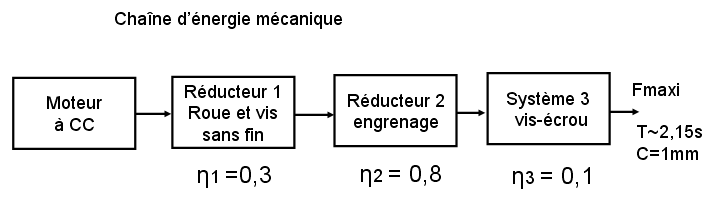 Chaîne d'énergie mécanique
Moteur
à CC
Réducteur 1
Roue et vis
sans fin
Réducteur 2
engrenage
Système 3
vis-écrou
Fmaxi
T~2,15s
C=1mm
η1 =0,3
η2 = 0,8
η3 = 0,1